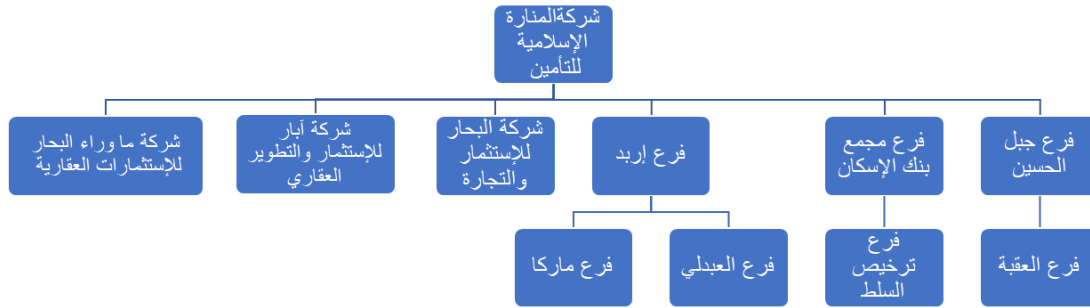 شركةالمنارة
الإسلامية
للتأمين
فرع جبل
الحسين
فرع مجمع
بنك الإسكان
فرع إربد
شركة البحار
للإستثمار
والتجارة
شركة آبار
للإستثمار والتطوير
العقاري
شركة ما وراء البحار
للإستثمارات العقارية
فرع العقبة
فرع
ترخيص
السلط
فرع العبدلي
فرع ماركا